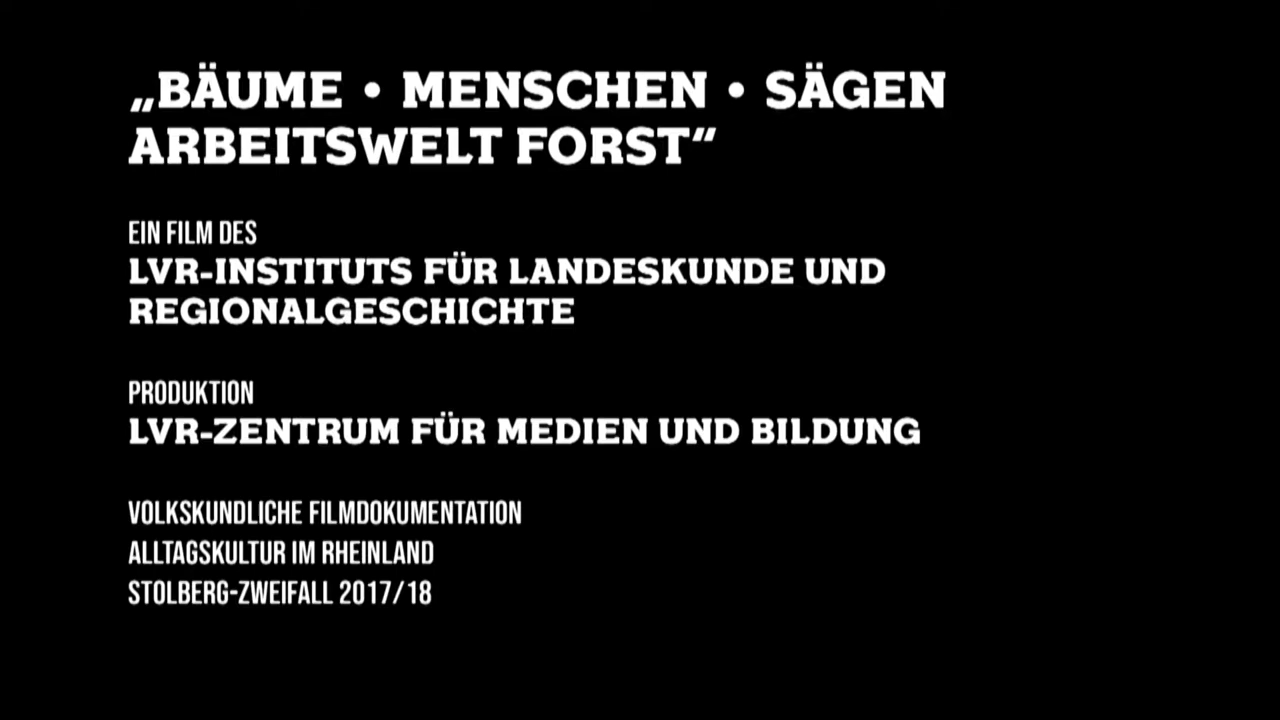 „BÄUME • MENSCHEN • SÄGEN
ARBEITSWELT FORST“
EIN FILM DES
LVR-INSTITUTS FÜR LANDESKUNDE UND
REGIONALGESCHICHTE
PRODUKTION
LVR-ZENTRUM FÜR MEDIEN UND BILDUNG
VOLKSKUNDLICHE FILMDOKUMENTATION
ALLTAGSKULTUR IM RHEINLAND
STOLBERG-ZWEIFALL 2017/18